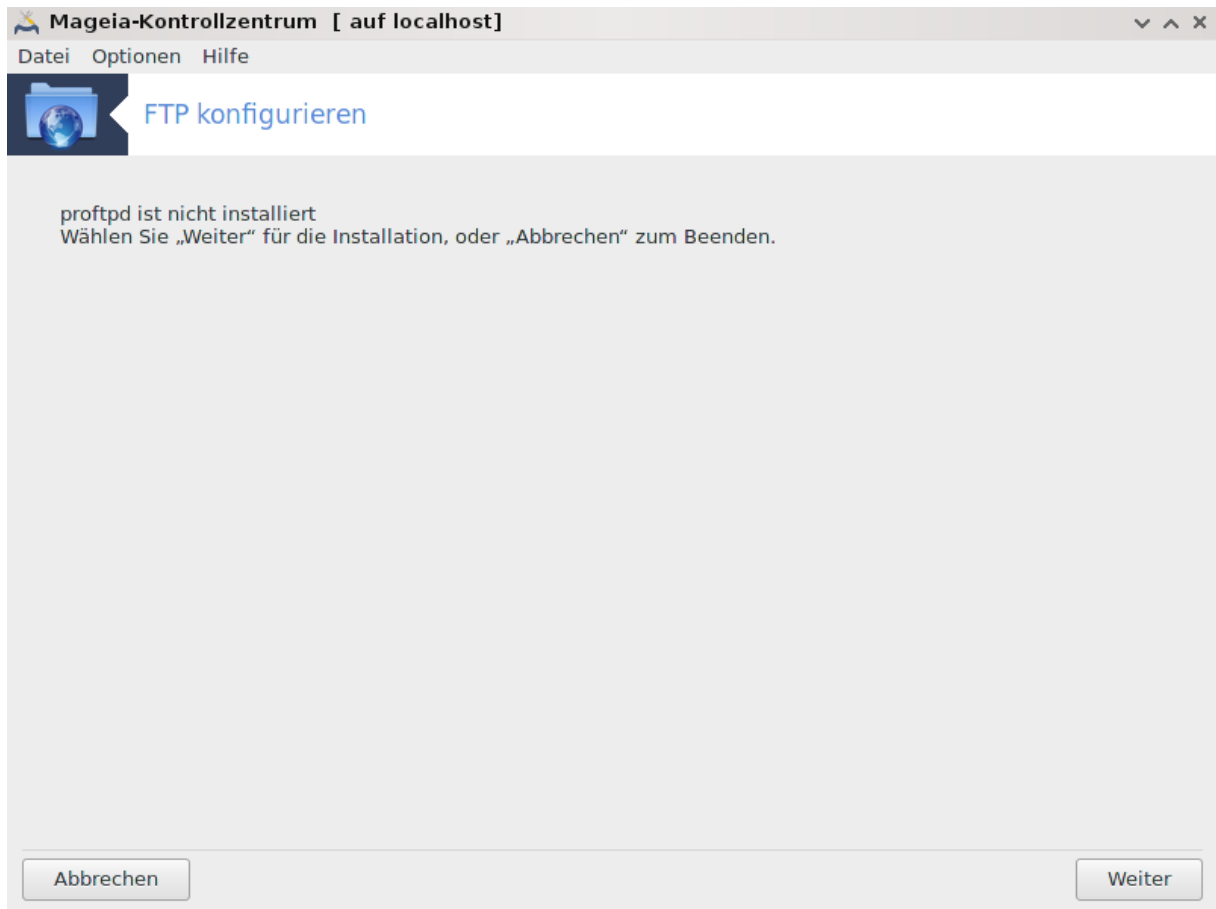 Mageia-Kontrollzentrum [ auf localhost]
Datei Optionen Hilfe
FTP konfigurieren
proftpd ist nicht installiert
Wählen Sie „Weiter“ für die Installation, oder „Abbrechen“ zum Beenden.
Abbrechen Weiter